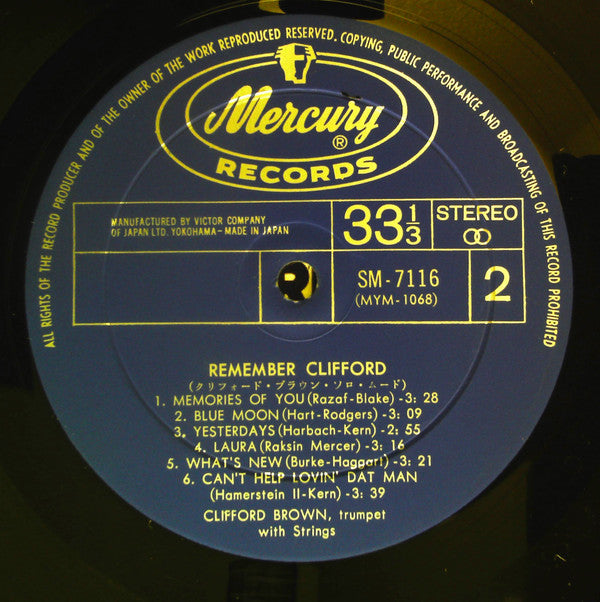 ALL RIGHTS OF THE RECORD PRODUCER AND OF THE OWNER OF THE WORK REPRODUCED RESERVED. COPYING, PUBLIC PERFORMANCE AND BROADCASTING OF THIS RECORD PROHIBITED
Mercury ®
RECORDS
MANUFACTURED BY VICTOR COMPANY
OF JAPAN LTD. YOKOHAMA-MADE IN JAPAN
33 1/3
STEREO
R
SM-7116
(MYM-1068)
2
REMEMBER CLIFFORD
(クリフォード・ブラウン・ソロ・ムード)
1. MEMORIES OF YOU (Razaf-Blake) -3: 28
2. BLUE MOON (Hart-Rodgers) -3: 09
3. YESTERDAYS (Harbach-Kern) -2: 55
4. LAURA (Raksin Mercer) -3: 16
5. WHAT'S NEW (Burke-Haggart) -3: 21
6. CAN'T HELP LOVIN' DAT MAN
(Hamerstein II-Kern) -3: 39
CLIFFORD BROWN, trumpet
with Strings